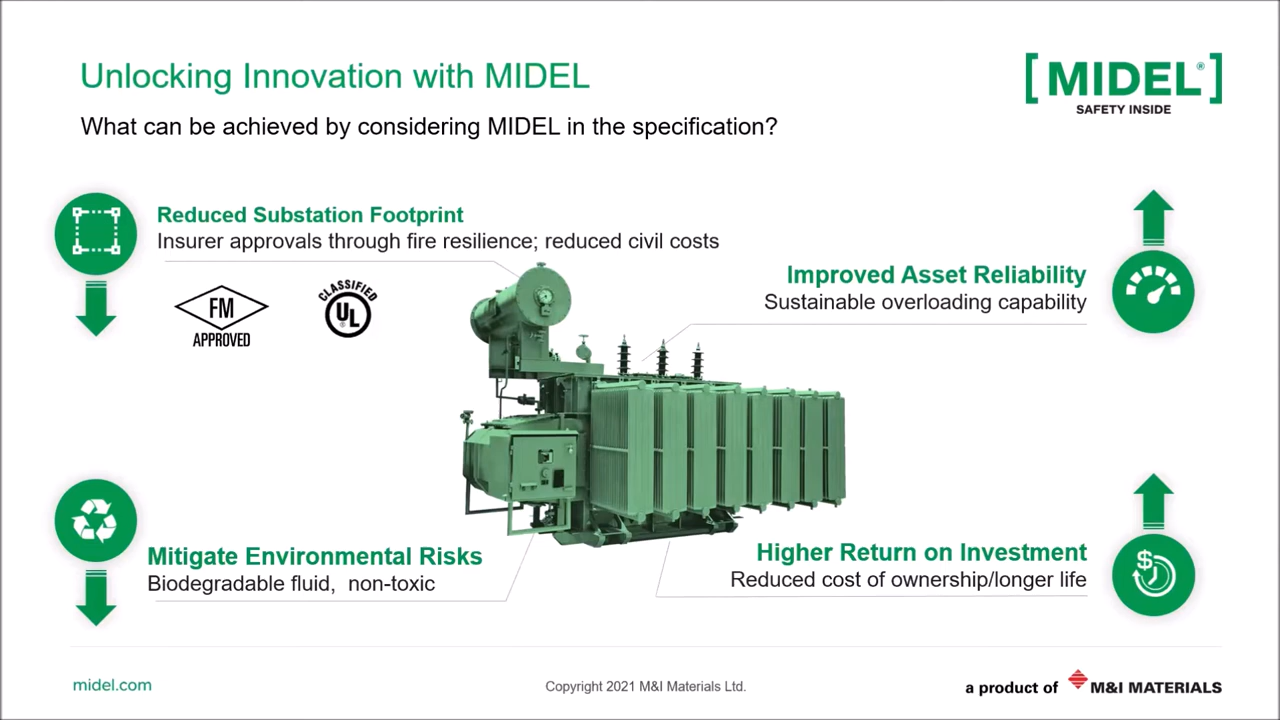 Unlocking Innovation with MIDEL
What can be achieved by considering MIDEL in the specification?
[MIDEL®]
SAFETY INSIDE
Reduced Substation Footprint
Insurer approvals through fire resilience; reduced civil costs
FM
APPROVED
CLASSIFIED
UL
®
Improved Asset Reliability
Sustainable overloading capability
Mitigate Environmental Risks
Biodegradable fluid, non-toxic
Higher Return on Investment
Reduced cost of ownership/longer life
$
midel.com
Copyright 2021 M&I Materials Ltd.
a product of M&I MATERIALS